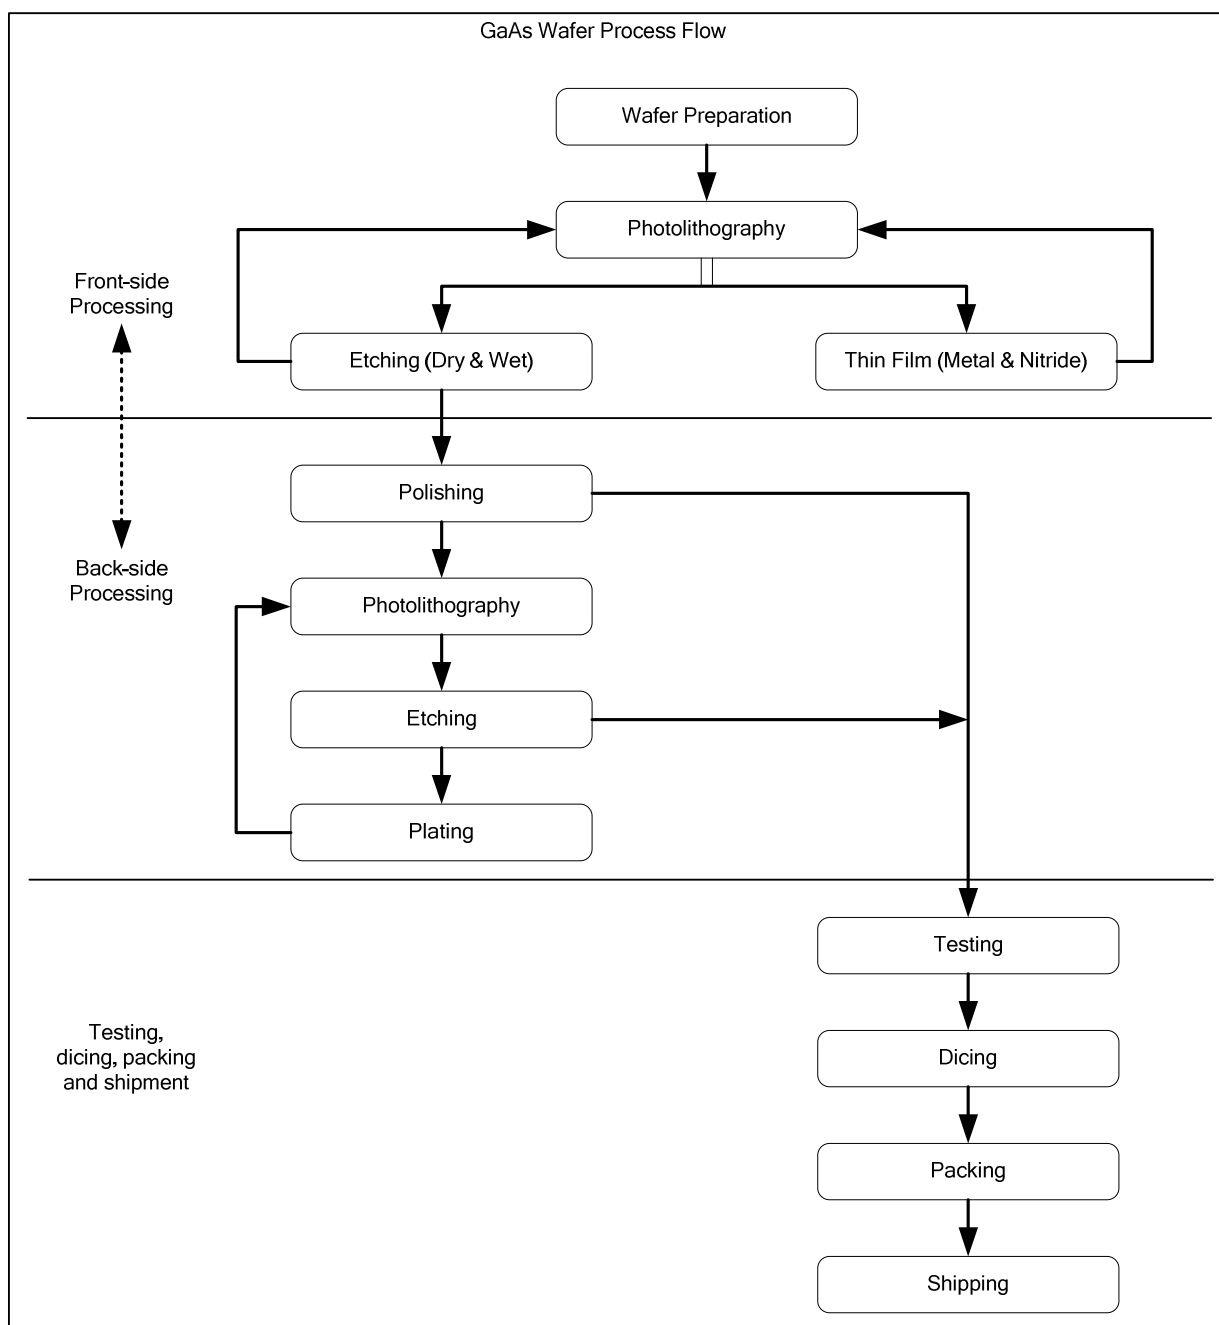 GaAs Wafer Process Flow
Wafer Preparation
Photolithography
Front-side
Processing
Etching (Dry & Wet)
Thin Film (Metal & Nitride)
Polishing
Back-side
Processing
Photolithography
Etching
Plating
Testing
Testing,
dicing, packing
and shipment
Dicing
Packing
Shipping